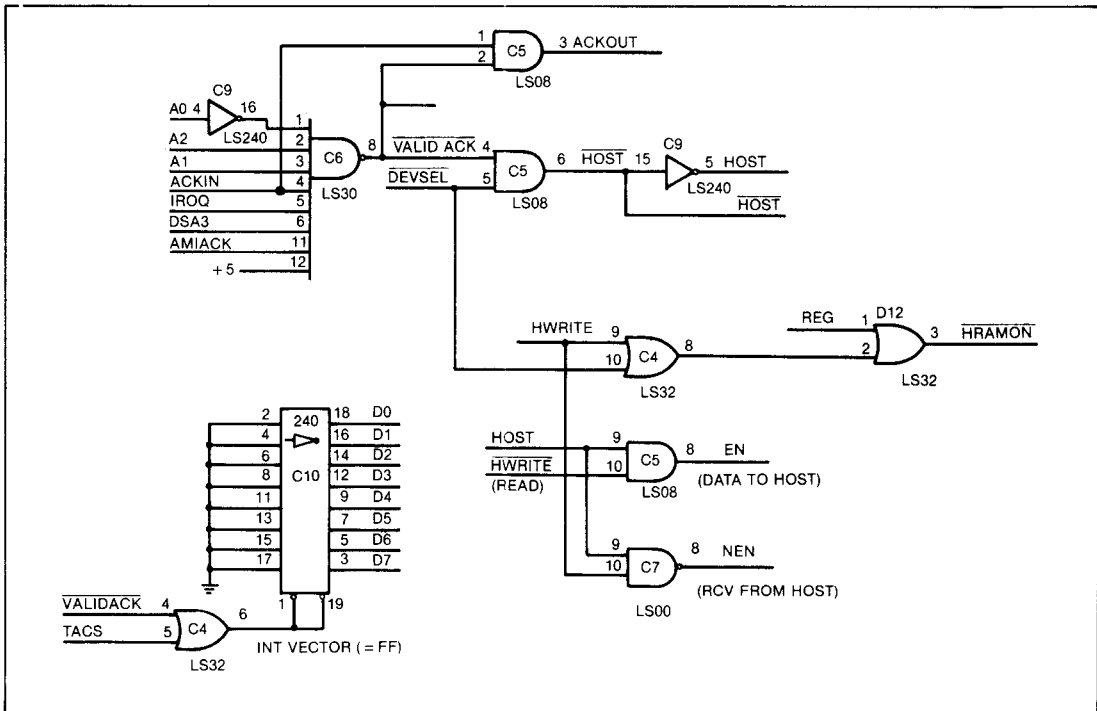 1 C5 3 ACKOUT
2
LS08
C9
A0 4 16 1
LS240
A2 2
A1 3 C6 8
ACKIN 4
LS30
IROQ 5
DSA3 6
AMIACK 11
+5 12
VALID ACK 4
DEVSEL 5
C5 6
LS08
HOST 15
C9
5 HOST
LS240
HOST
HWRITE 9
10 C4 8
LS32
REG 1 D12
2
3 HRAMON
LS32
2 240 18 D0
4 16 D1
6 14 D2
8 C10 12 D3
11 9 D4
13 7 D5
15 5 D6
17 3 D7
1 19
INT VECTOR (= FF)
VALIDACK 4
TACS 5
C4 6
LS32
HOST 9
HWRITE 10
(READ)
C5 8 EN
LS08
(DATA TO HOST)
9
10 C7 8 NEN
(RCV FROM HOST)
LS00